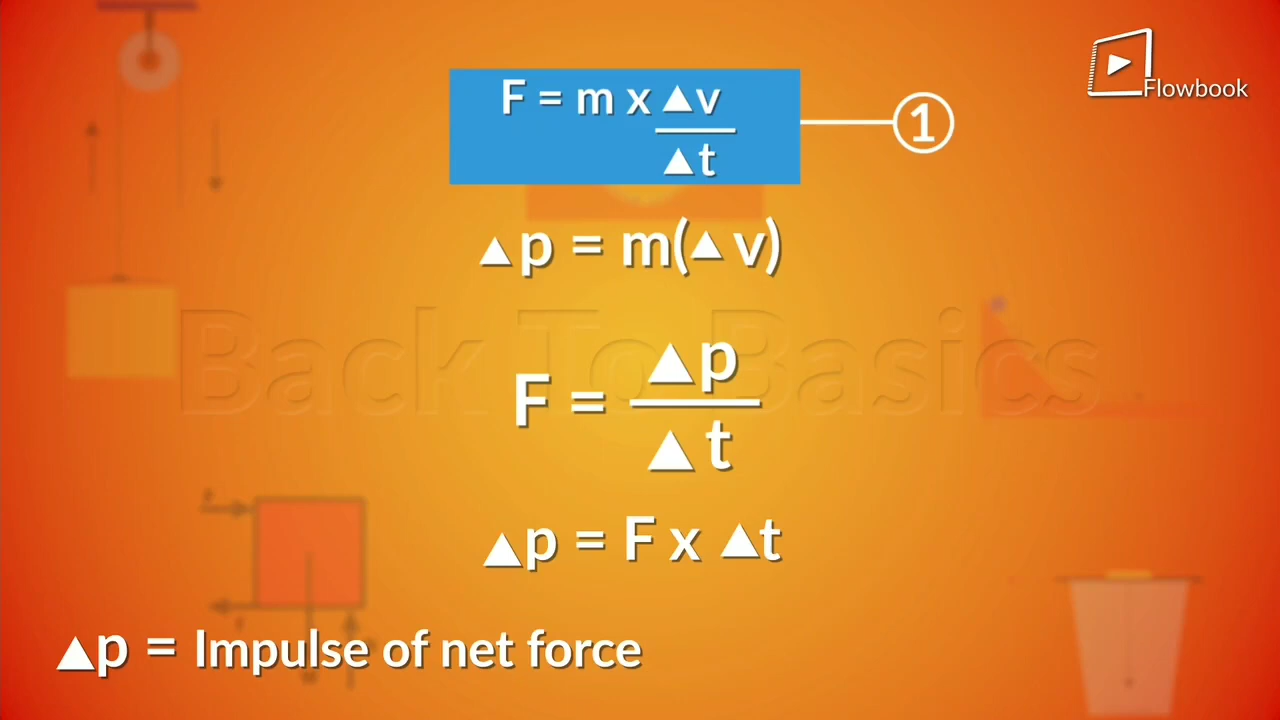 Flowbook
F = m x ▲v
▲t
1
▲p = m(▲v)
F = ▲p
▲t
Back To Basics
▲p = F x ▲t
▲p = Impulse of net force